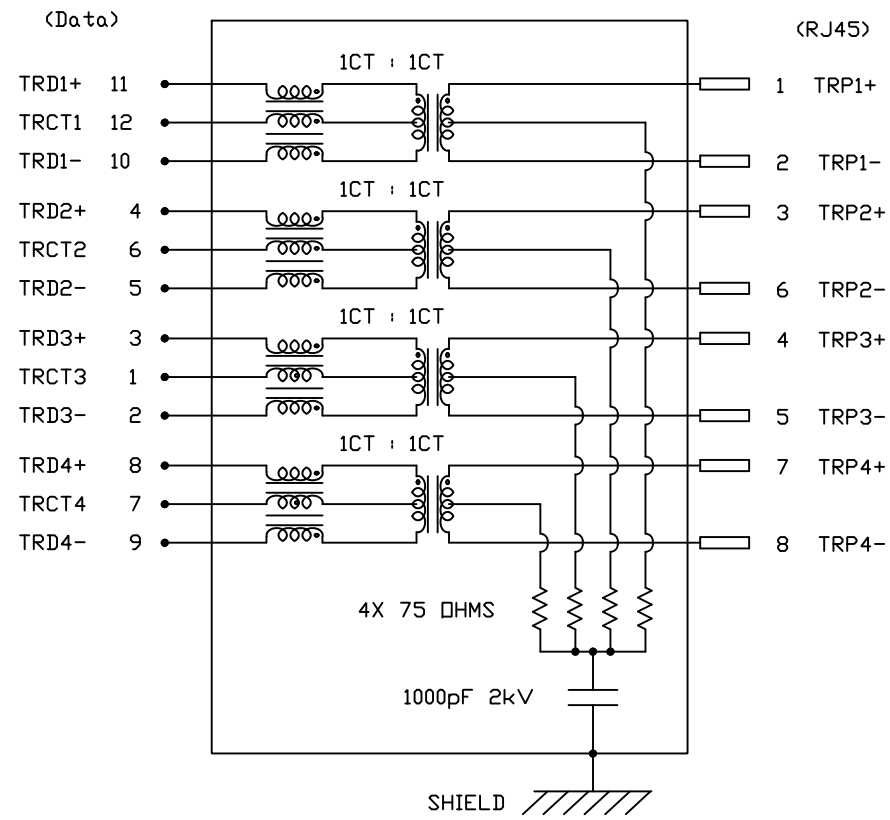 (Data)
(RJ45)
1CT : 1CT
TRD1+ 11
1 TRP1+
TRCT1 12
TRD1- 10
2 TRP1-
1CT : 1CT
TRD2+ 4
3 TRP2+
TRCT2 6
TRD2- 5
6 TRP2-
1CT : 1CT
TRD3+ 3
4 TRP3+
TRCT3 1
TRD3- 2
5 TRP3-
1CT : 1CT
TRD4+ 8
7 TRP4+
TRCT4 7
TRD4- 9
8 TRP4-
4X 75 OHMS
1000pF 2kV
SHIELD